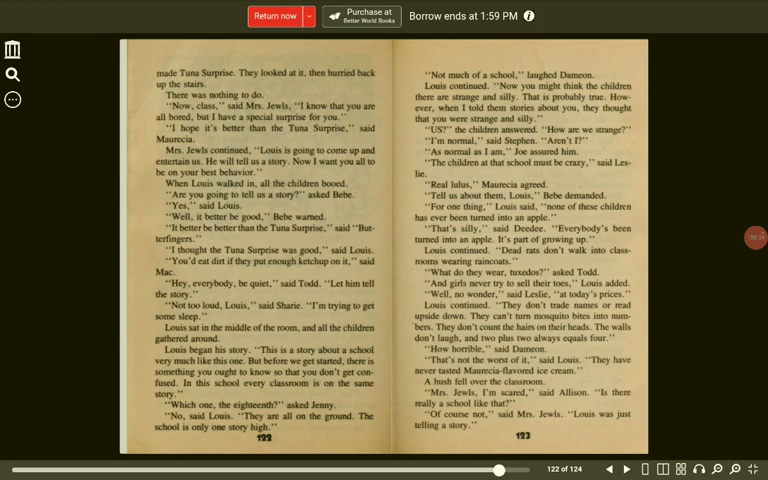 Return now
Purchase at
Better World Books
Borrow ends at 1:59 PM
made Tuna Surprise. They looked at it, then hurried back
up the stairs.
There was nothing to do.
"Now, class," said Mrs. Jewls, "I know that you are
all bored, but I have a special surprise for you."
"I hope it's better than the Tuna Surprise," said
Maurecia.
Mrs. Jewls continued, "Louis is going to come up and
entertain us. He will tell us a story. Now I want you all to
be on your best behavior."
When Louis walked in, all the children booed.
"Are you going to tell us a story?" asked Bebe.
"Yes," said Louis.
"Well, it better be good," Bebe warned.
"It better be better than the Tuna Surprise," said "But-
terfingers."
"I thought the Tuna Surprise was good," said Louis.
"You'd eat dirt if they put enough ketchup on it," said
Mac.
"Hey, everybody, be quiet," said Todd. "Let him tell
the story."
"Not too loud, Louis," said Sharie. "I'm trying to get
some sleep."
Louis sat in the middle of the room, and all the children
gathered around.
Louis began his story. "This is a story about a school
very much like this one. But before we get started, there is
something you ought to know so that you don't get con-
fused. In this school every classroom is on the same
story."
"Which one, the eighteenth?" asked Jenny.
"No, said Louis. "They are all on the ground. The
school is only one story high."
122
"Not much of a school," laughed Dameon.
Louis continued. "Now you might think the children
there are strange and silly. That is probably true. How-
ever, when I told them stories about you, they thought
that you were strange and silly."
"US?" the children answered. "How are we strange?"
"I'm normal," said Stephen. "Aren't I?"
"As normal as I am," Joe assured him.
"The children at that school must be crazy," said Les-
lie.
"Real lulus," Maurecia agreed.
"Tell us about them, Louis," Bebe demanded.
"For one thing," Louis said, "none of these children
has ever been turned into an apple."
"That's silly," said Deedee. "Everybody's been
turned into an apple. It's part of growing up."
Louis continued. "Dead rats don't walk into class-
rooms wearing raincoats."
"What do they wear, tuxedos?" asked Todd.
"And girls never try to sell their toes," Louis added.
"Well, no wonder," said Leslie, "at today's prices."
Louis continued. "They don't trade names or read
upside down. They can't turn mosquito bites into num-
bers. They don't count the hairs on their heads. The walls
don't laugh, and two plus two always equals four."
"How horrible," said Dameon.
"That's not the worst of it," said Louis. "They have
never tasted Maurecia-flavored ice cream."
A hush fell over the classroom.
"Mrs. Jewls, I'm scared," said Allison. "Is there
really a school like that?"
"Of course not," said Mrs. Jewls. "Louis was just
telling a story."
123
122 of 124